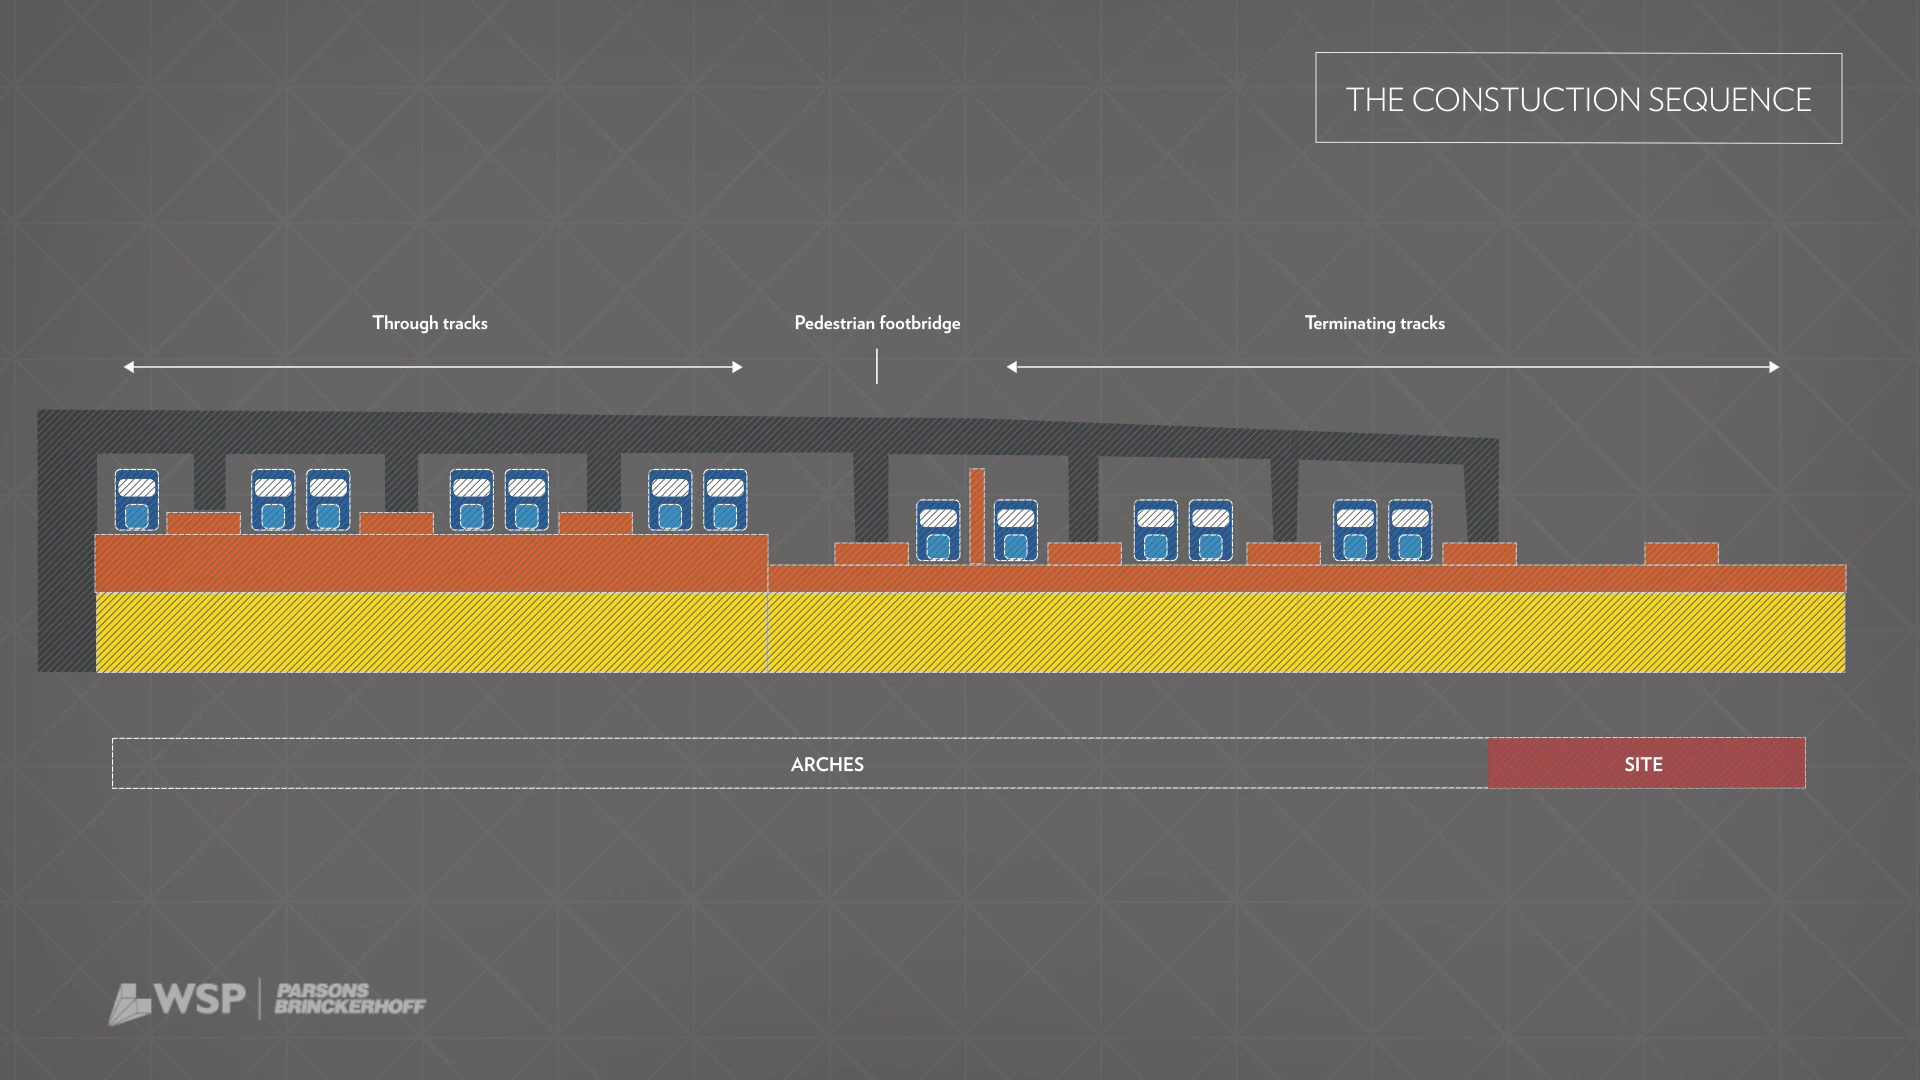 THE CONSTUCTION SEQUENCE
Through tracks
Pedestrian footbridge
Terminating tracks
ARCHES
SITE
WSP
PARSONS
BRINCKERHOFF